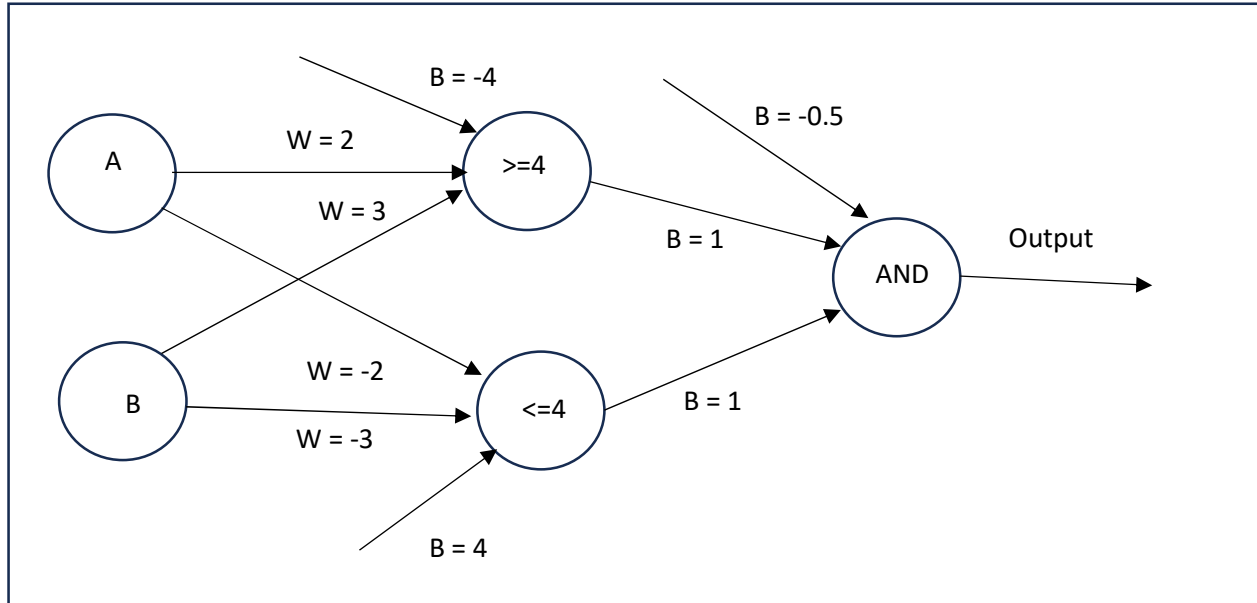 B = -4
B = -0.5
W = 2
A
>=4
W = 3
B = 1
Output
AND
W = -2
B
<=4
B = 1
W = -3
B = 4